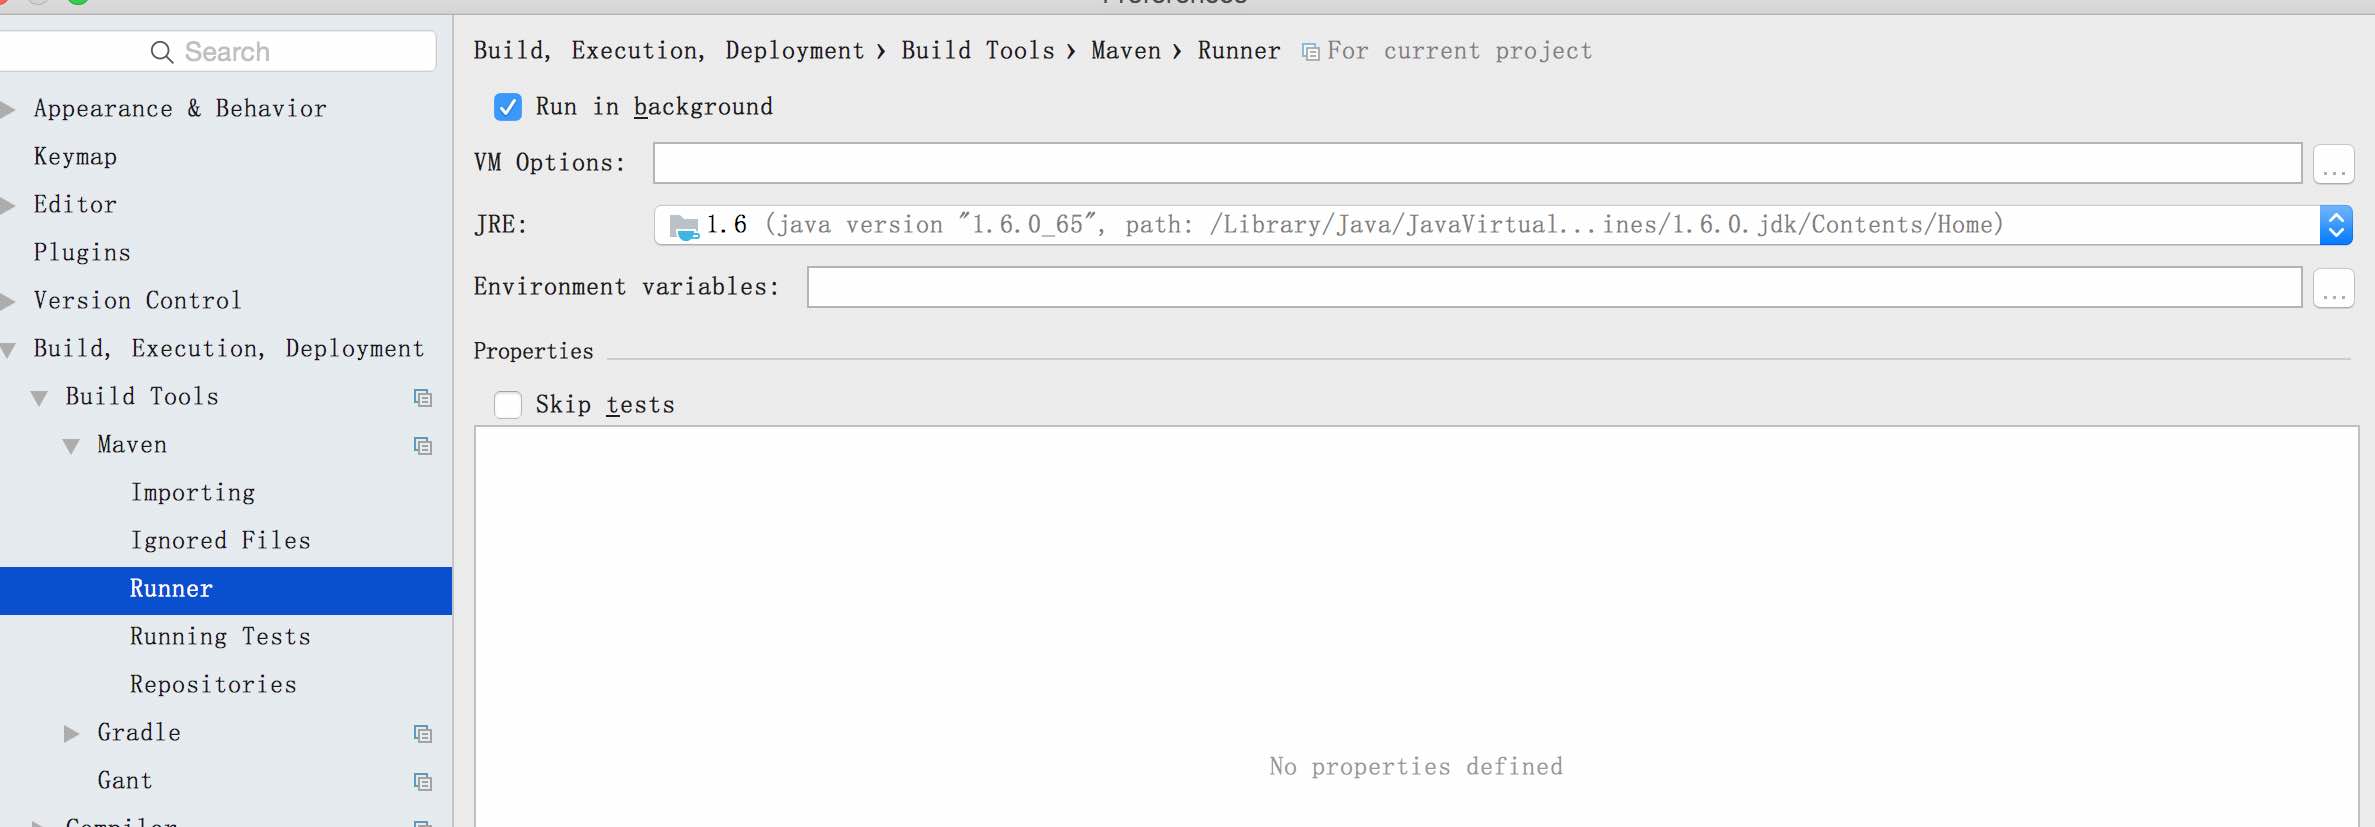 Search
Appearance & Behavior
Keymap
Editor
Plugins
Version Control
Build, Execution, Deployment
Build Tools
Maven
Importing
Ignored Files
Runner
Running Tests
Repositories
Gradle
Gant
Compiler
Build, Execution, Deployment › Build Tools › Maven › Runner For current project
Run in background
VM Options: ...
JRE: 1.6 (java version "1.6.0_65", path: /Library/Java/JavaVirtual...ines/1.6.0.jdk/Contents/Home)
Environment variables: ...
Properties
Skip tests
No properties defined